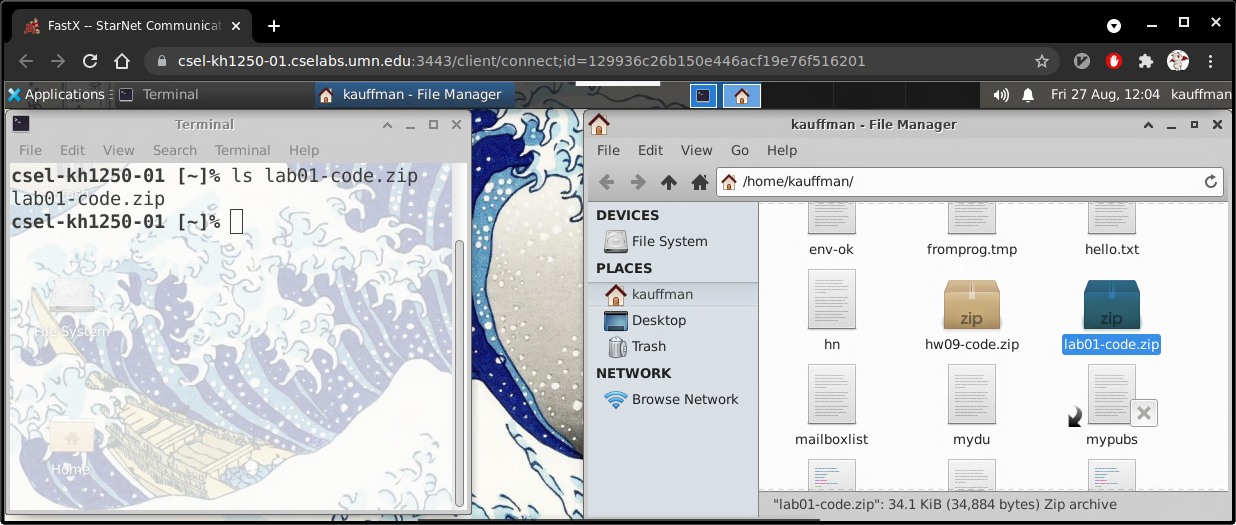 FastX -- StarNet Communicat
csel-kh1250-01.cselabs.umn.edu:3443/client/connect;id=129936c26b150e446acf19e76f516201
Applications
Terminal
kauffman - File Manager
Fri 27 Aug, 12:04
kauffman
Terminal
File Edit View Search Terminal Help
csel-kh1250-01 [~]% ls lab01-code.zip
lab01-code.zip
csel-kh1250-01 [~]%
File System
Home
kauffman - File Manager
File Edit View Go Help
/home/kauffman/
DEVICES
File System
PLACES
kauffman
Desktop
Trash
NETWORK
Browse Network
env-ok fromprog.tmp hello.txt
zip zip
hn hw09-code.zip lab01-code.zip
mailboxlist mydu mypubs
"lab01-code.zip": 34.1 KiB (34,884 bytes) Zip archive